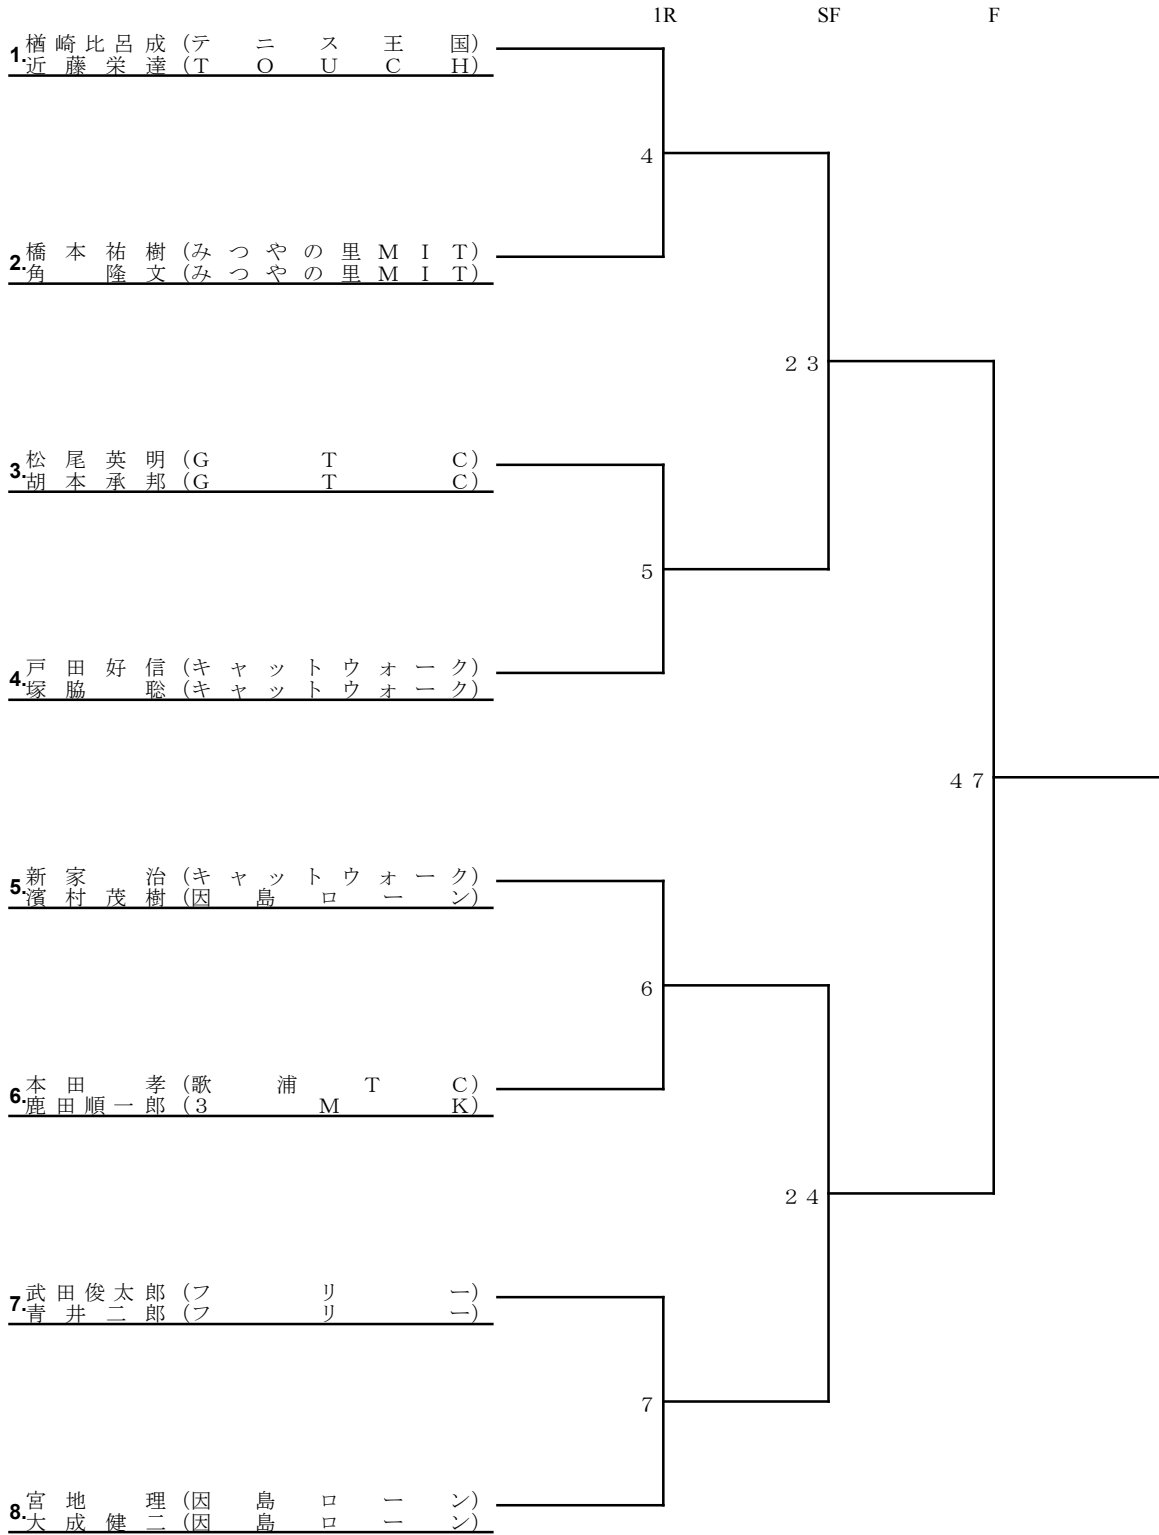 1R SF F
1. 楢崎比呂成 (テニス王国)
近藤栄達 (ＴＯＵＣＨ)
4
2. 橋本祐樹 (みつやの里ＭＩＴ)
角隆文 (みつやの里ＭＩＴ)
２３
3. 松尾英明 (ＧＴＣ)
胡本承邦 (ＧＴＣ)
5
4. 戸田好信 (キャットウォーク)
塚脇聡 (キャットウォーク)
４７
5. 新家治 (キャットウォーク)
濱村茂樹 (因島ローン)
6
6. 本田孝 (歌浦ＴＣ)
鹿田順一郎 (３ＭＫ)
２４
7. 武田俊太郎 (フリー)
青井二郎 (フリー)
7
8. 宮地理 (因島ローン)
大成健二 (因島ローン)